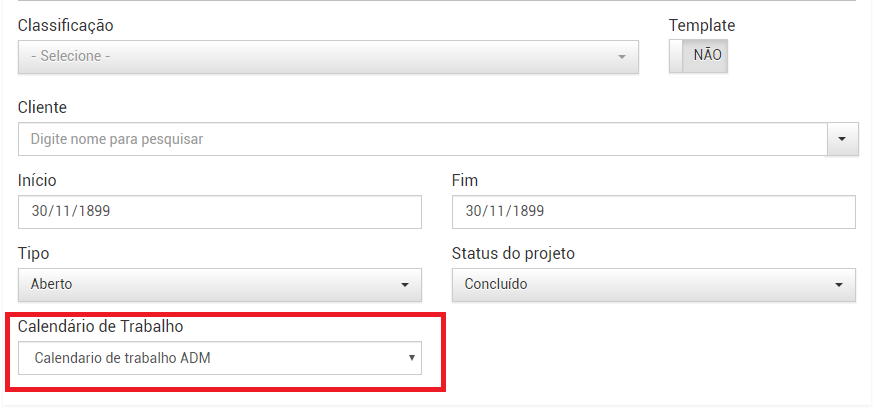 Classificação
Template
- Selecione -
NÃO
Cliente
Digite nome para pesquisar
Início
Fim
30/11/1899
30/11/1899
Tipo
Status do projeto
Aberto
Concluído
Calendário de Trabalho
Calendario de trabalho ADM